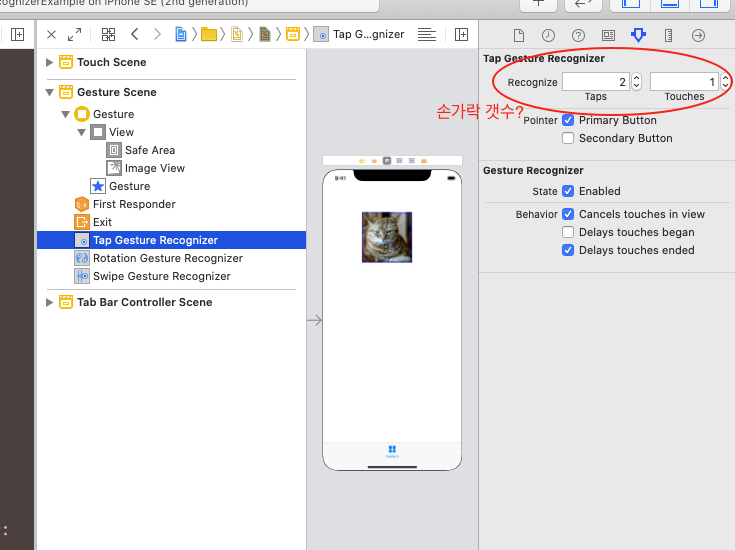 ognizerExample on iPhone SE (2nd generation)
Tap G...gnizer
Touch Scene
Gesture Scene
Gesture
View
Safe Area
Image View
Gesture
First Responder
Exit
Tap Gesture Recognizer
Rotation Gesture Recognizer
Swipe Gesture Recognizer
Tab Bar Controller Scene
9:41
Gesture
Tap Gesture Recognizer
Recognize 2 1
Taps Touches
손가락 갯수?
Pointer Primary Button
Secondary Button
Gesture Recognizer
State Enabled
Behavior Cancels touches in view
Delays touches began
Delays touches ended
: